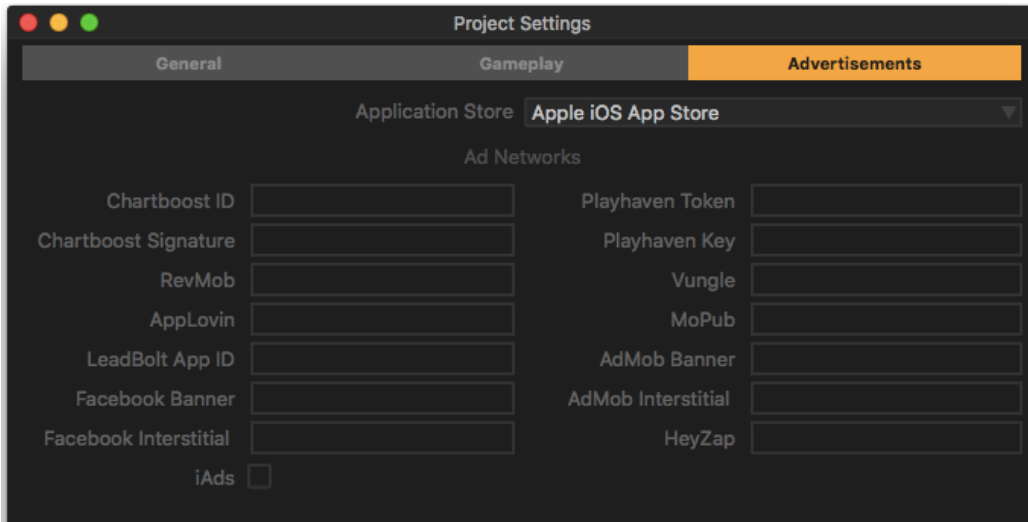 Project Settings
General Gameplay Advertisements
Application Store Apple iOS App Store
Ad Networks
Chartboost ID Playhaven Token
Chartboost Signature Playhaven Key
RevMob Vungle
AppLovin MoPub
LeadBolt App ID AdMob Banner
Facebook Banner AdMob Interstitial
Facebook Interstitial HeyZap
iAds